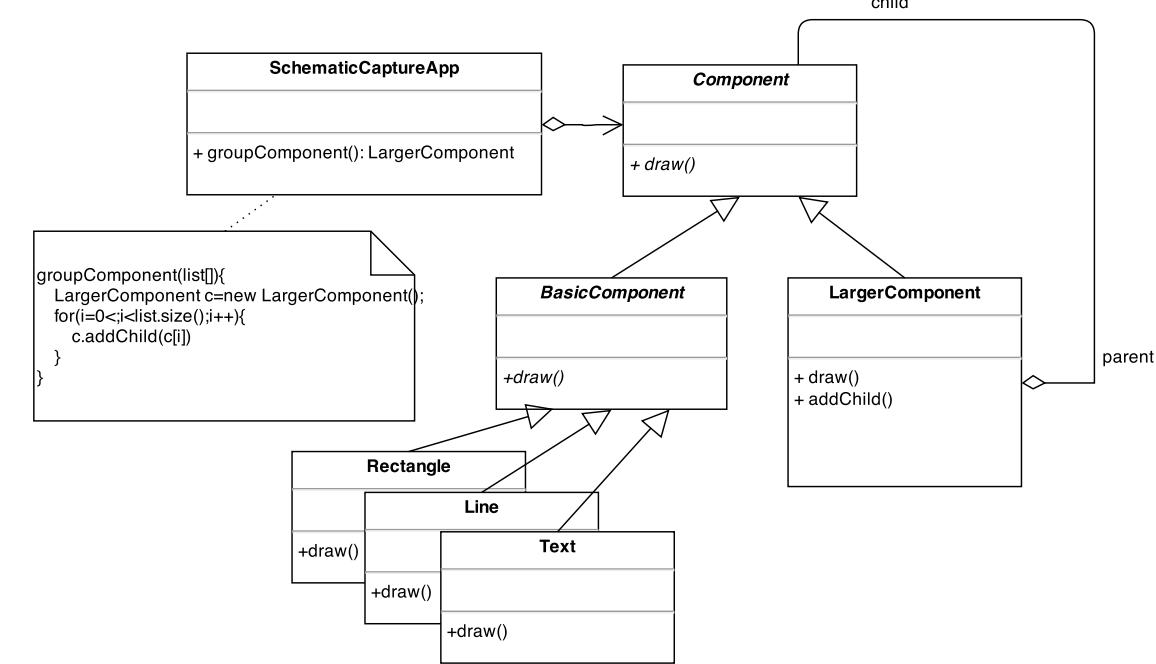 child
SchematicCaptureApp
+ groupComponent(): LargerComponent
Component
+ draw()
groupComponent(list[]){
LargerComponent c=new LargerComponent();
for(i=0<;i<list.size();i++){
c.addChild(c[i])
}
}
BasicComponent
+draw()
LargerComponent
+ draw()
+ addChild()
parent
Rectangle
+draw()
Line
+draw()
Text
+draw()